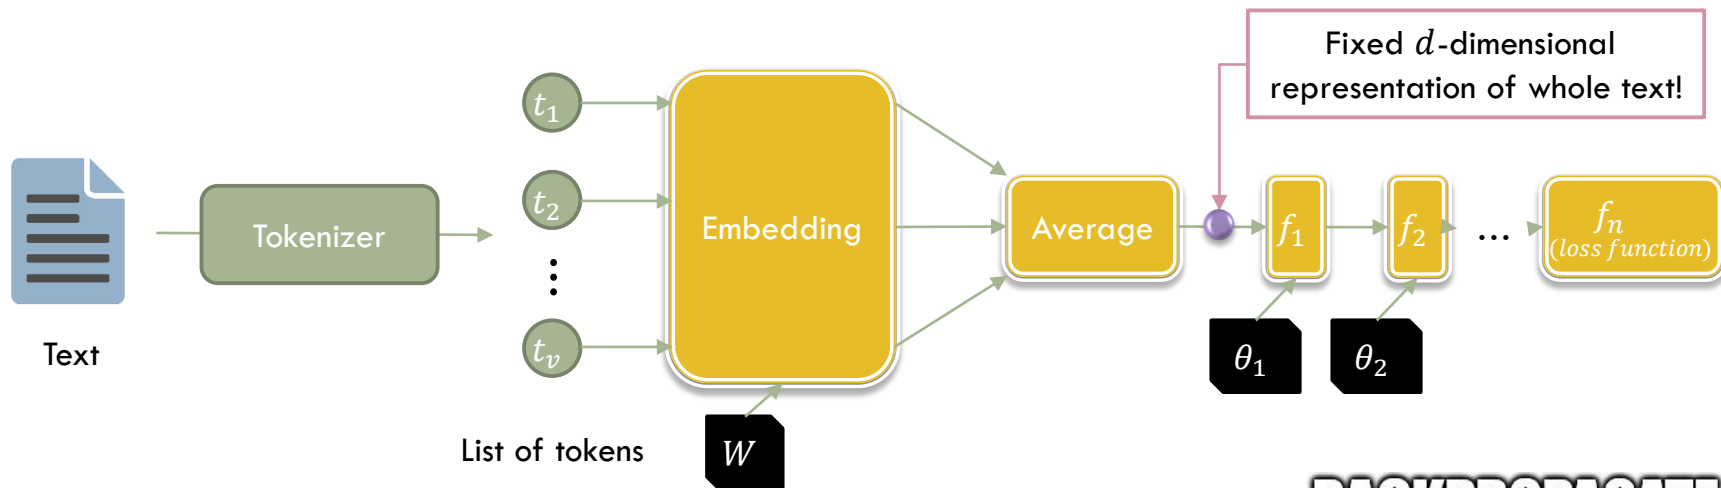 Fixed d-dimensional
representation of whole text!
t₁
t₂
⋮
tᵥ
Text
Tokenizer
List of tokens
Embedding
W
Average
f₁
θ₁
f₂
θ₂
...
fₙ
(loss function)
BACKPROPAGATE